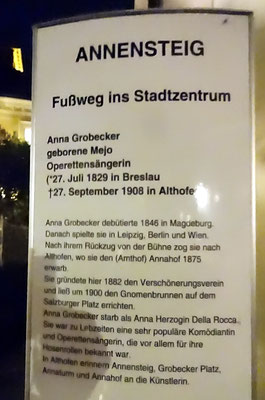 ANNENSTEIG
Fußweg ins Stadtzentrum
Anna Grobecker
geborene Mejo
Operettensängerin
(*27. Juli 1829 in Breslau
†27. September 1908 in Althofen
Anna Grobecker debütierte 1846 in Magdeburg.
Danach spielte sie in Leipzig, Berlin und Wien.
Nach ihrem Rückzug von der Bühne zog sie nach
Althofen, wo sie den (Amthof) Annahof 1875
erwarb.
Sie gründete hier 1882 den Verschönerungsverein
und ließ um 1900 den Gnomenbrunnen auf dem
Salzburger Platz errichten.
Anna Grobecker starb als Anna Herzogin Della Rocca.
Sie war zu Lebzeiten eine sehr populäre Komödiantin
und Operettensängerin, die vor allem für ihre
Hosenrollen bekannt war.
In Althofen erinnern Annensteig, Grobecker Platz,
Annaturm und Annahof an die Künstlerin.